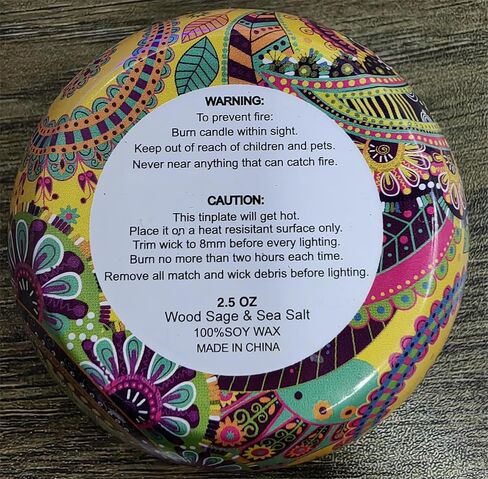 WARNING:
To prevent fire:
Burn candle within sight.
Keep out of reach of children and pets.
Never near anything that can catch fire.
CAUTION:
This tinplate will get hot.
Place it on a heat resisitant surface only.
Trim wick to 8mm before every lighting.
Burn no more than two hours each time.
Remove all match and wick debris before lighting.
2.5 OZ
Wood Sage & Sea Salt
100%SOY WAX
MADE IN CHINA